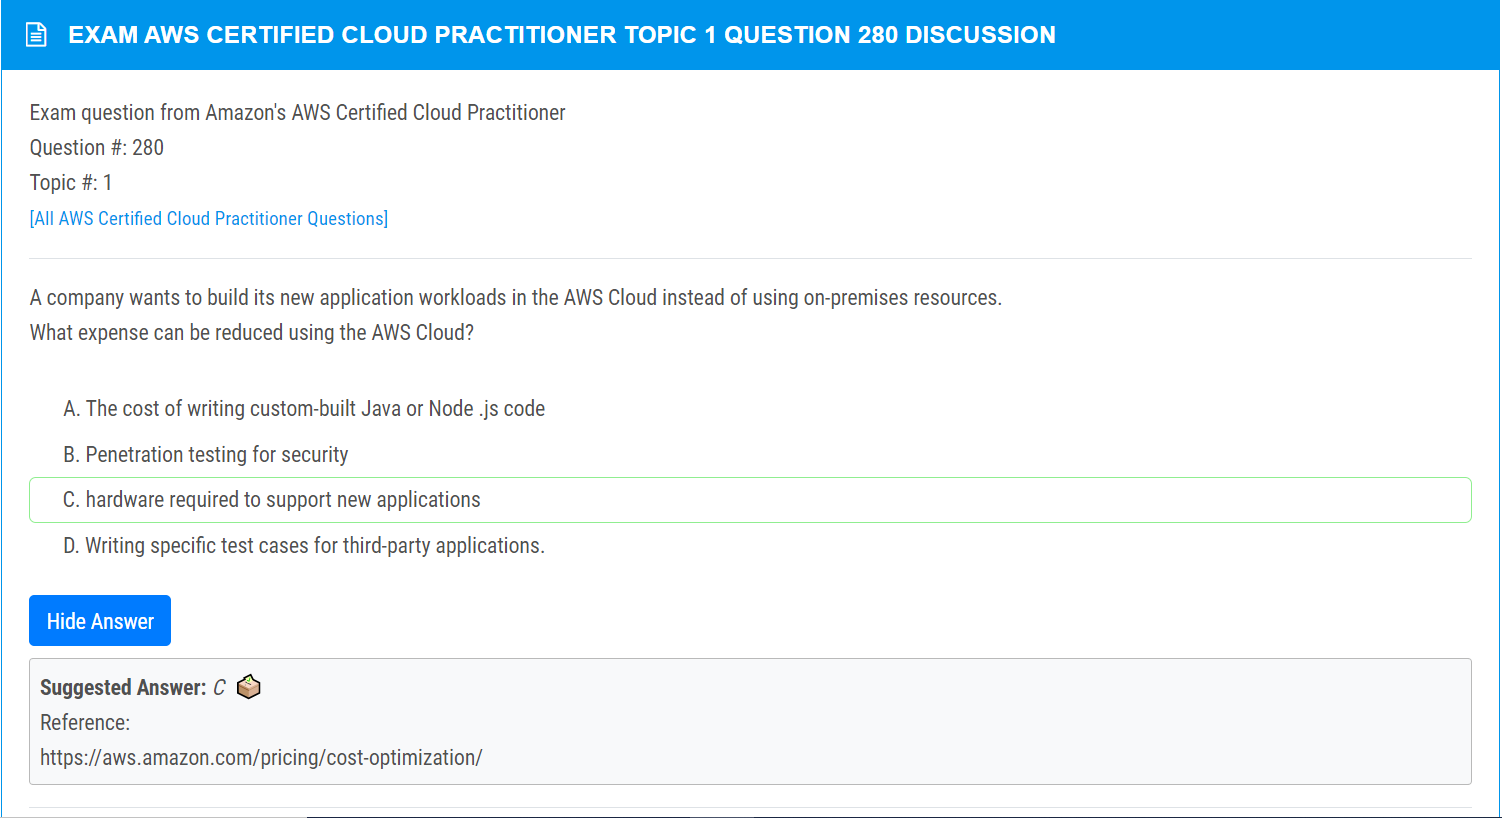 EXAM AWS CERTIFIED CLOUD PRACTITIONER TOPIC 1 QUESTION 280 DISCUSSION
Exam question from Amazon's AWS Certified Cloud Practitioner
Question #: 280
Topic #: 1
[All AWS Certified Cloud Practitioner Questions]
A company wants to build its new application workloads in the AWS Cloud instead of using on-premises resources.
What expense can be reduced using the AWS Cloud?
A. The cost of writing custom-built Java or Node .js code
B. Penetration testing for security
C. hardware required to support new applications
D. Writing specific test cases for third-party applications.
Hide Answer
Suggested Answer: C
Reference:
https://aws.amazon.com/pricing/cost-optimization/